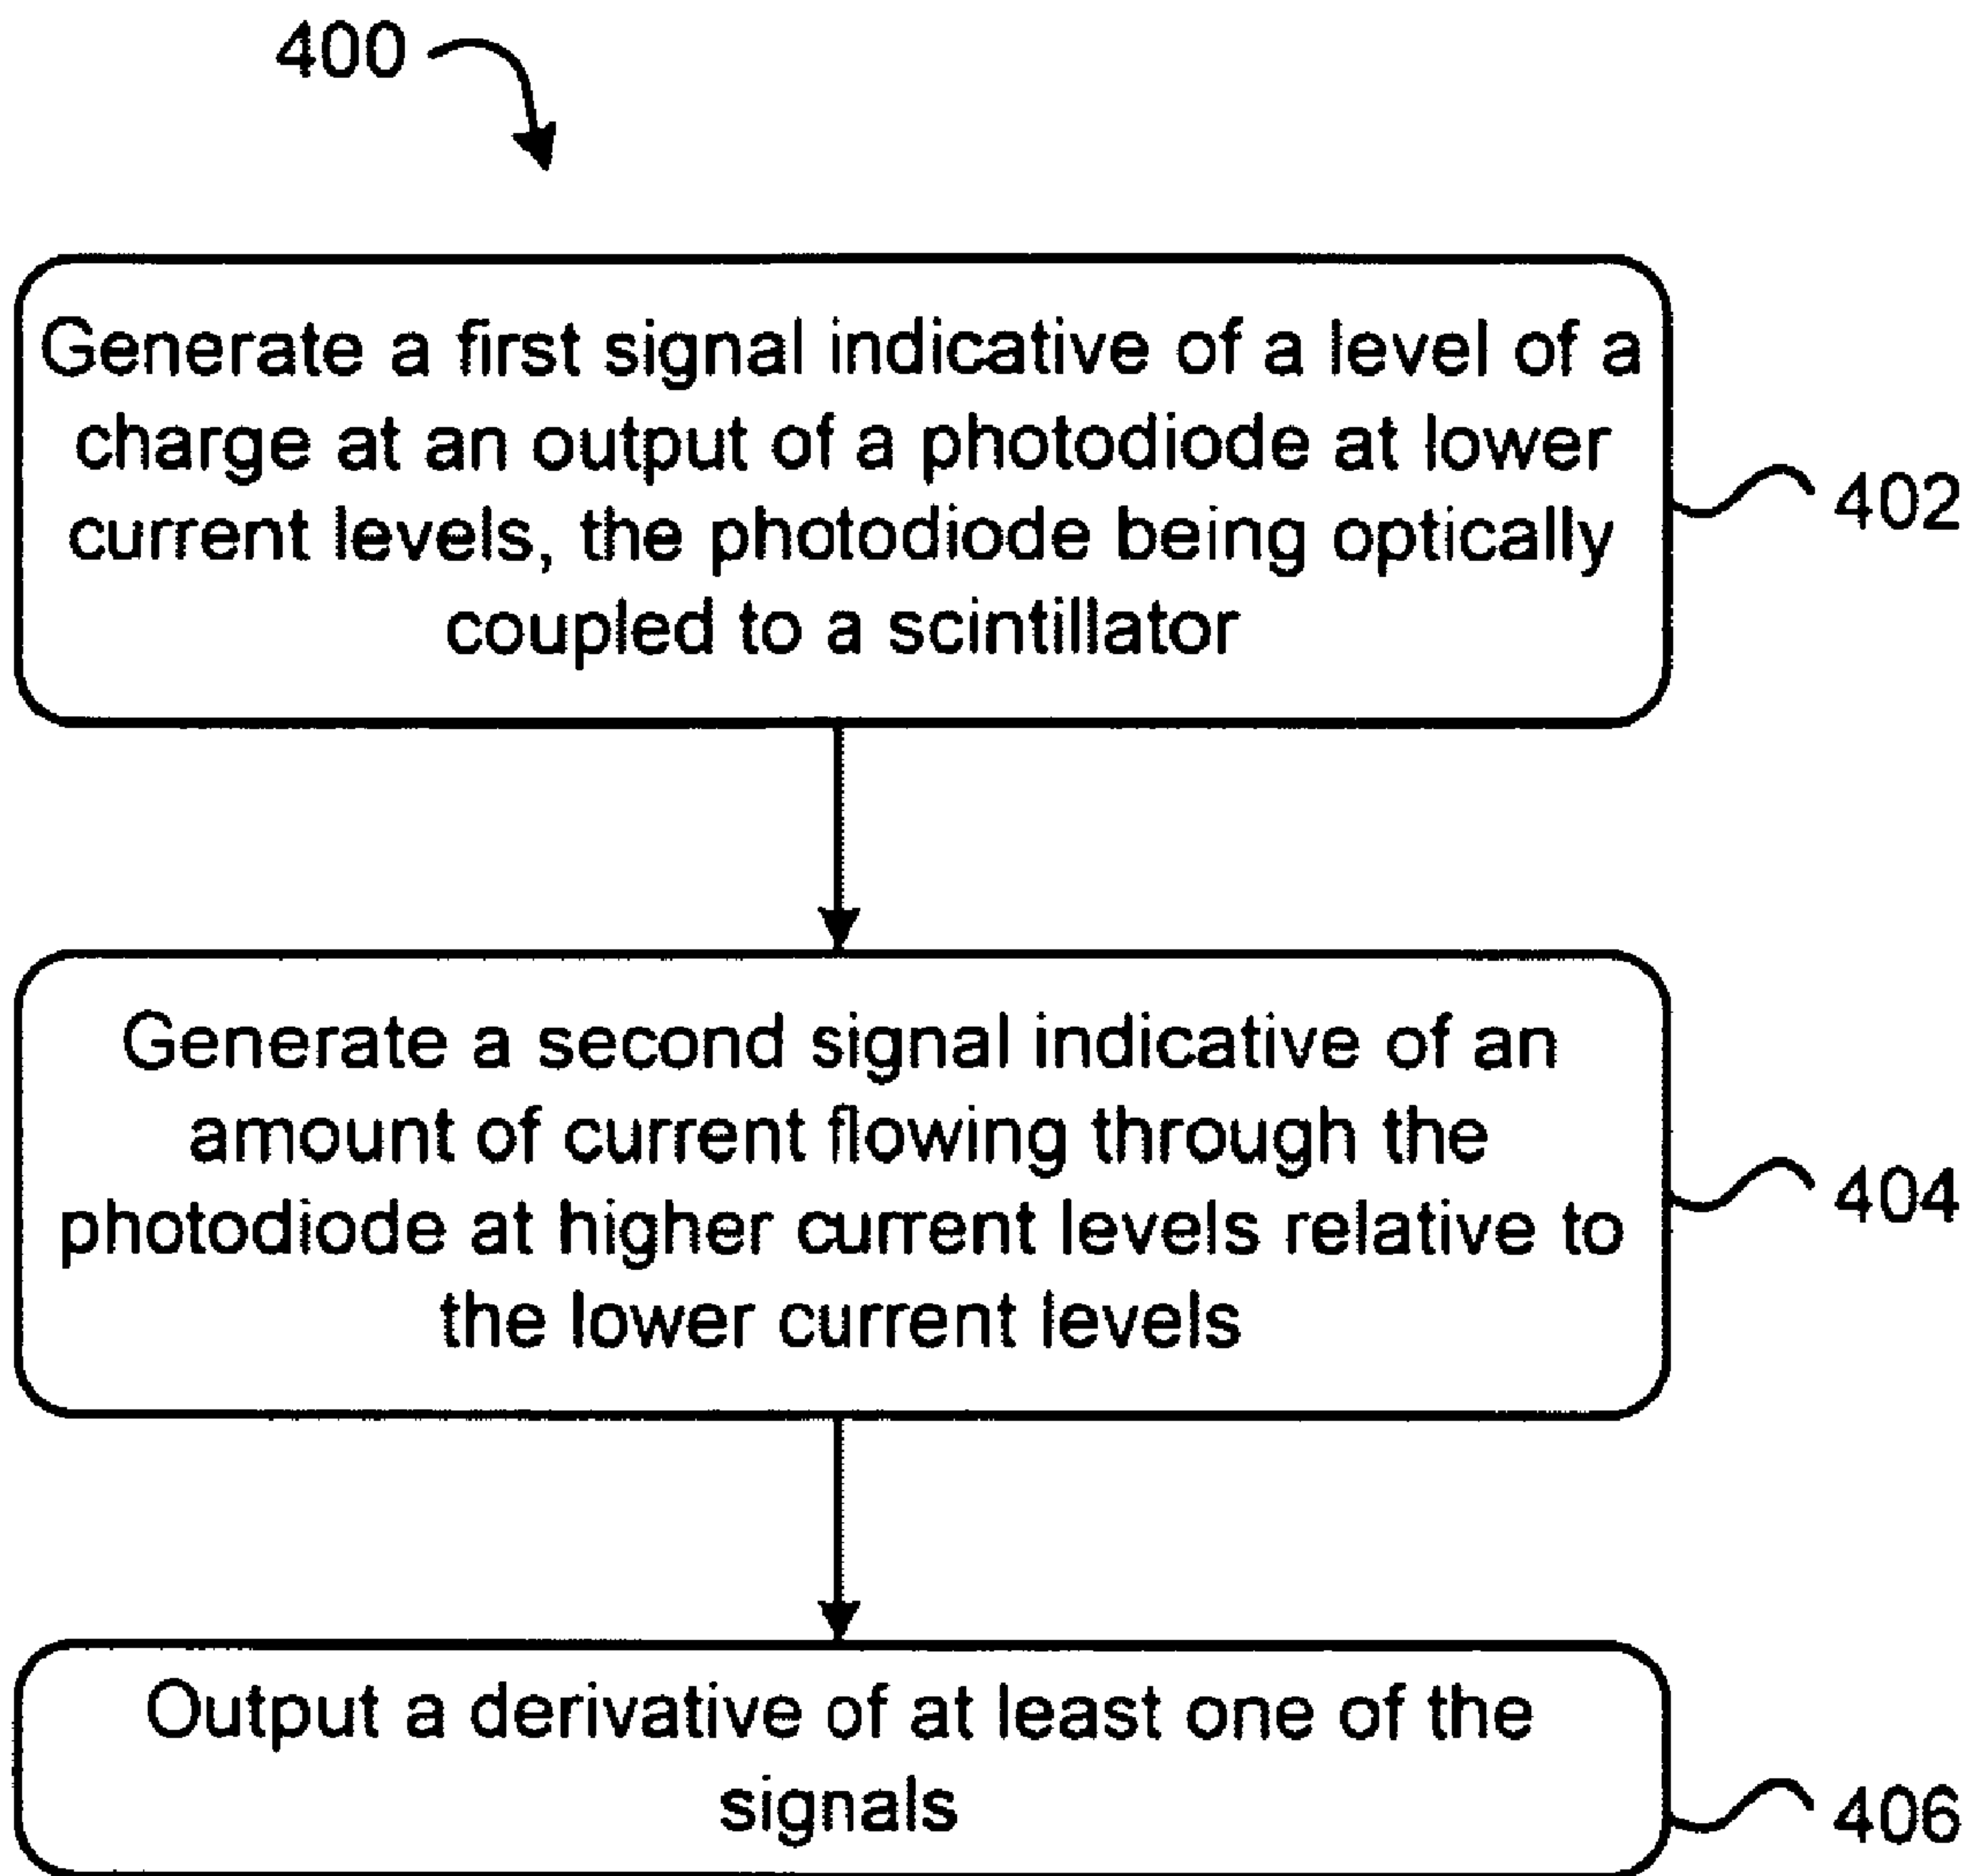 400
Generate a first signal indicative of a level of a
charge at an output of a photodiode at lower
current levels, the photodiode being optically
coupled to a scintillator
402
Generate a second signal indicative of an
amount of current flowing through the
photodiode at higher current levels relative to
the lower current levels
404
Output a derivative of at least one of the
signals
406